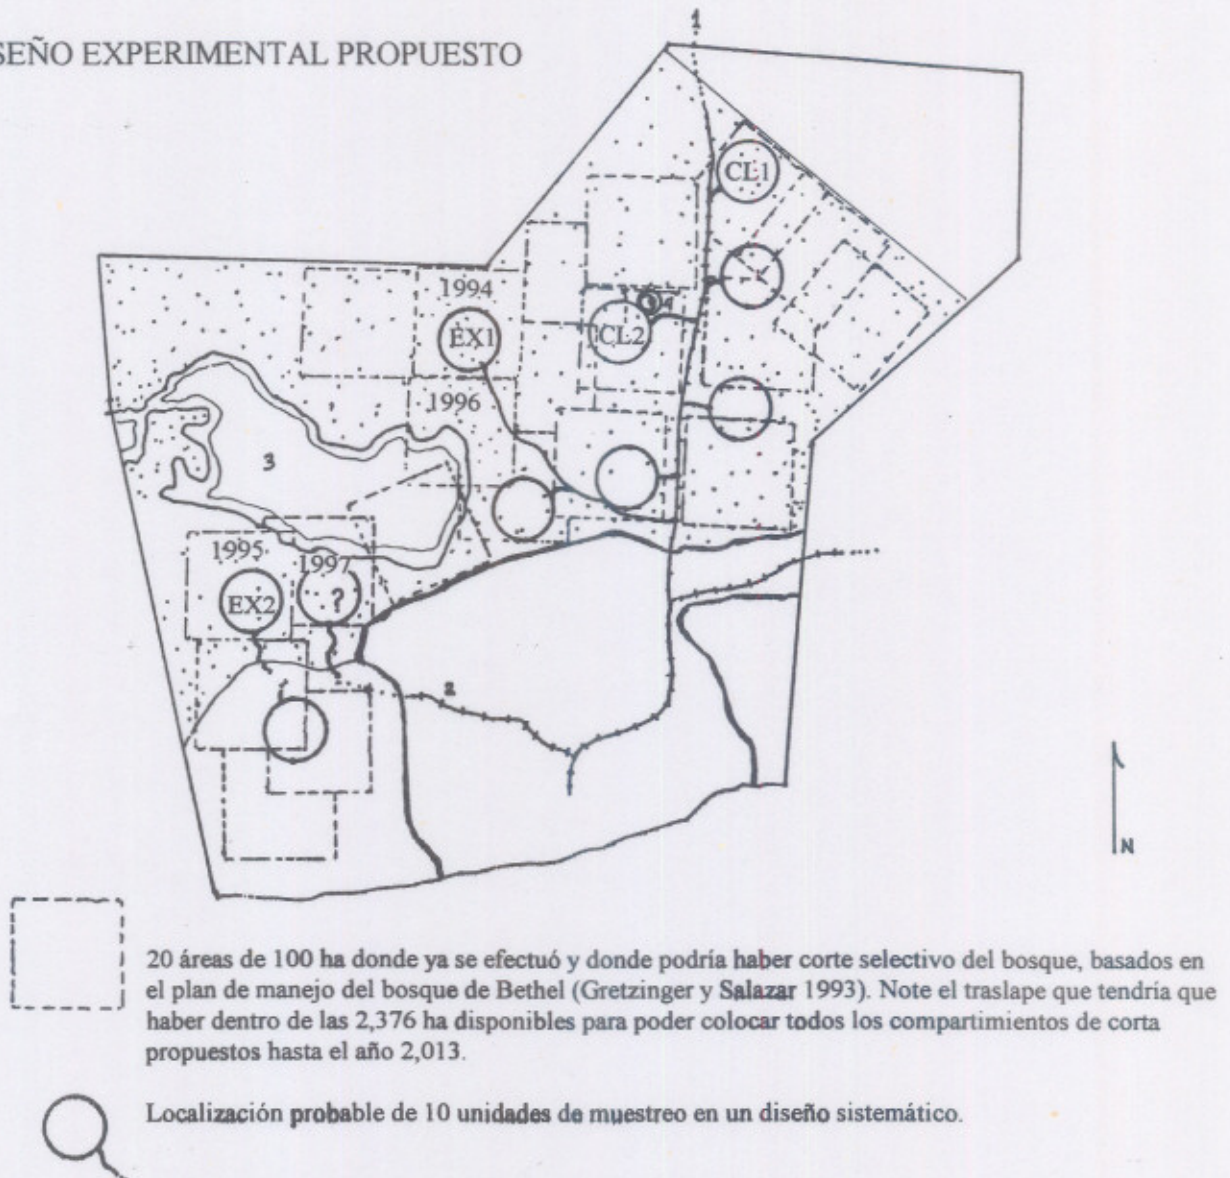 SEÑO EXPERIMENTAL PROPUESTO
1
CL1
1994
EX1
CL2
1996
3
1995
1997
EX2
?
2
N
20 áreas de 100 ha donde ya se efectuó y donde podría haber corte selectivo del bosque, basados en
el plan de manejo del bosque de Bethel (Gretzinger y Salazar 1993). Note el traslape que tendría que
haber dentro de las 2,376 ha disponibles para poder colocar todos los compartimientos de corta
propuestos hasta el año 2,013.
Localización probable de 10 unidades de muestreo en un diseño sistemático.